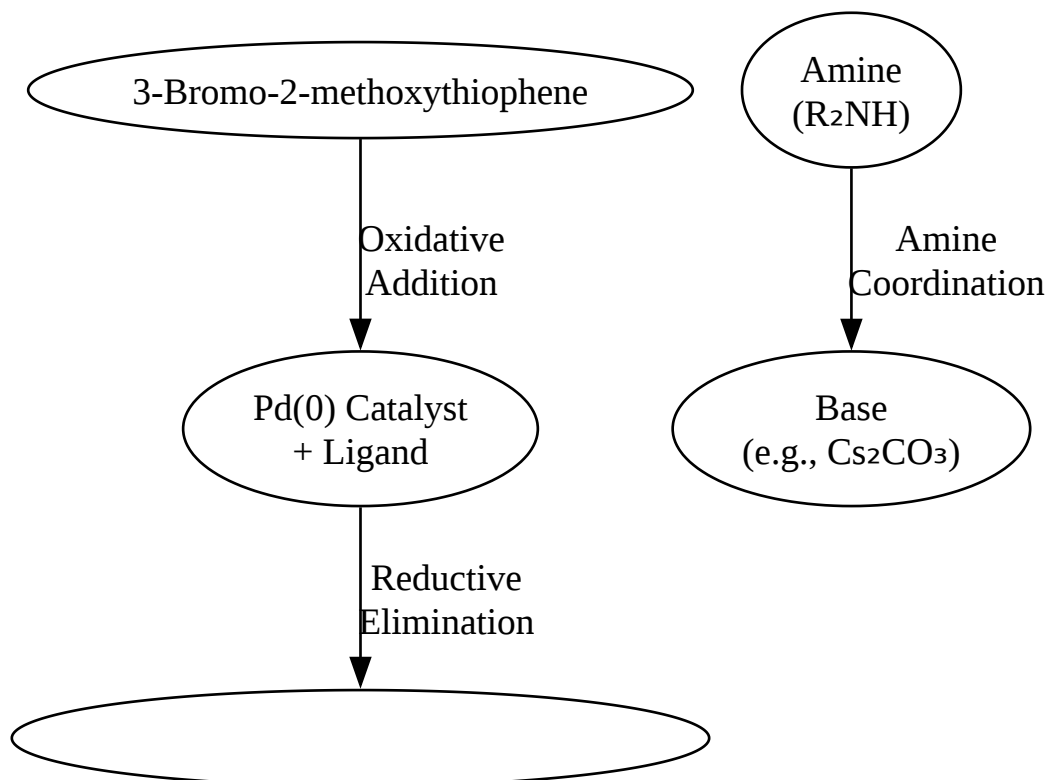 3-Bromo-2-methoxythiophene
Amine
(R₂NH)
Oxidative
Addition
Amine
Coordination
Pd(0) Catalyst
+ Ligand
Base
(e.g., Cs₂CO₃)
Reductive
Elimination